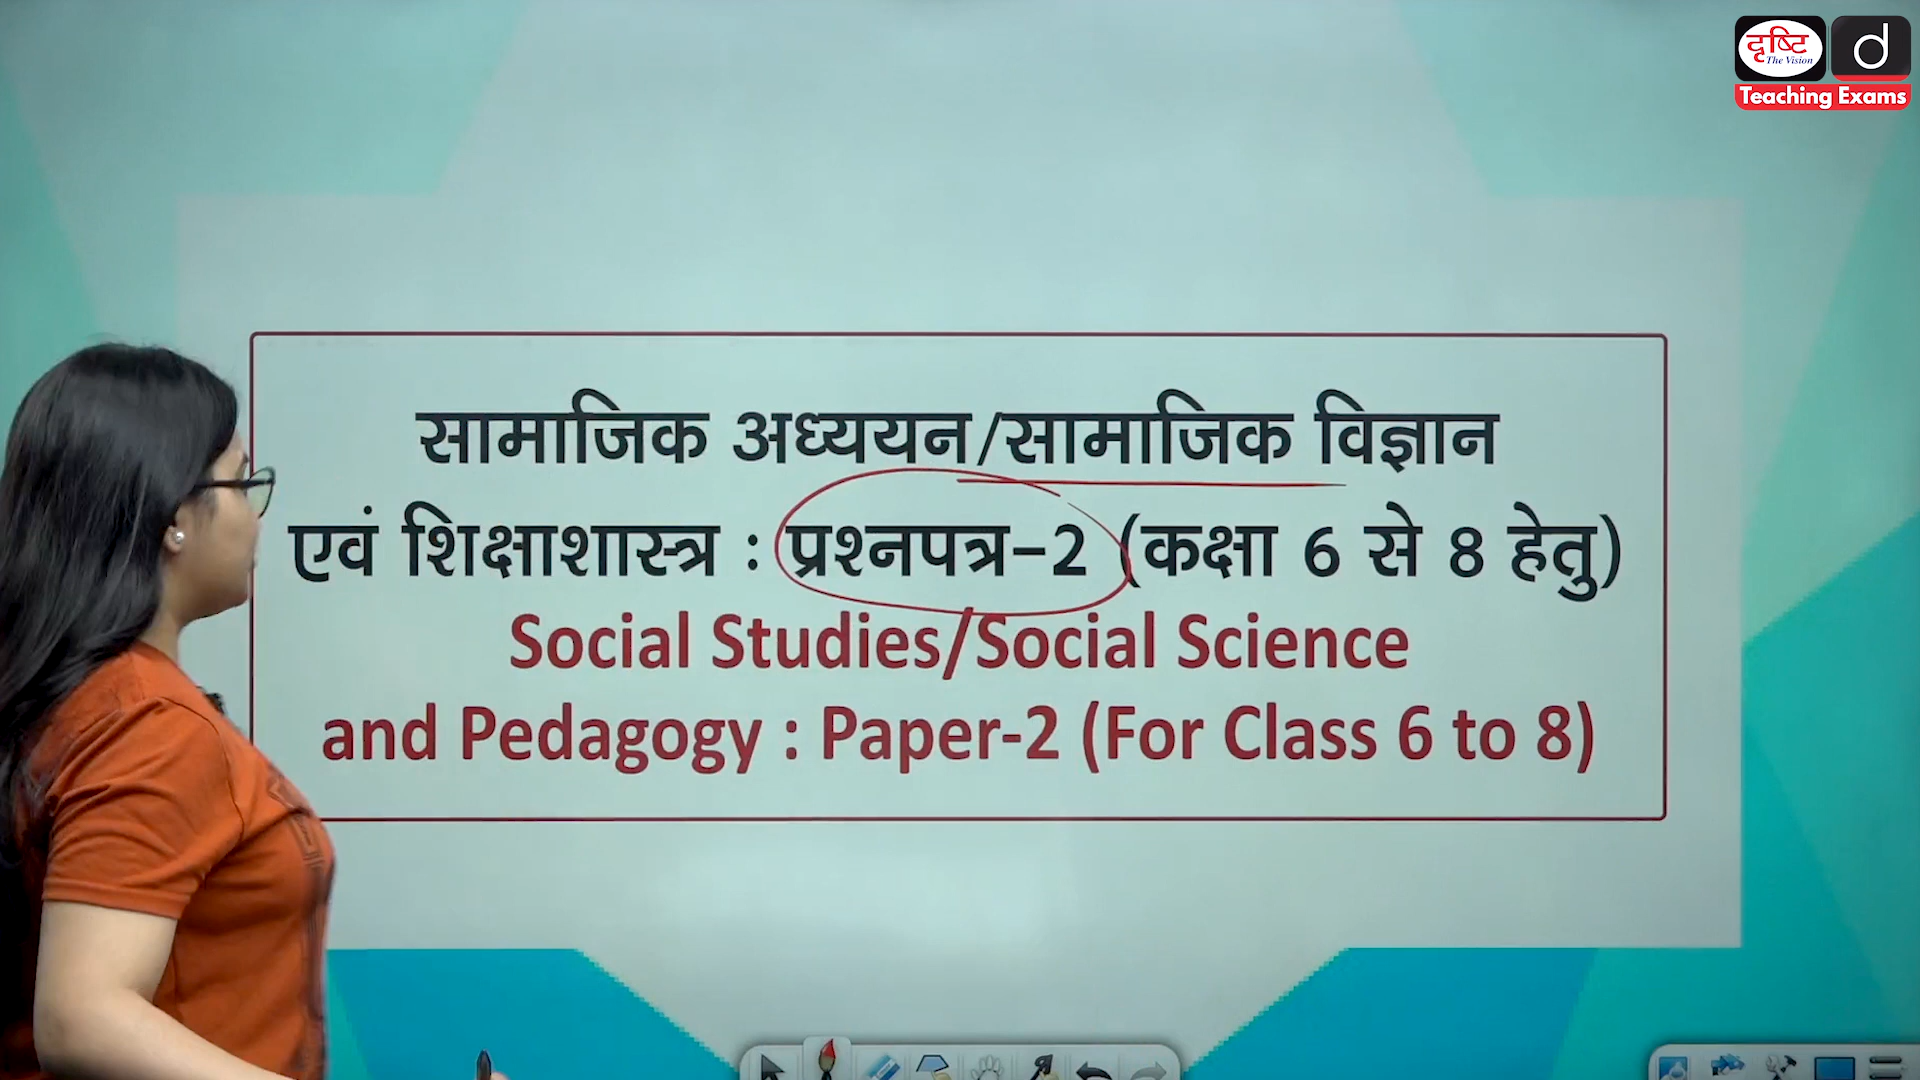 दृष्टि
The Vision
d
Teaching Exams
सामाजिक अध्ययन/सामाजिक विज्ञान
एवं शिक्षाशास्त्र : प्रश्नपत्र-2 (कक्षा 6 से 8 हेतु)
Social Studies/Social Science
and Pedagogy : Paper-2 (For Class 6 to 8)